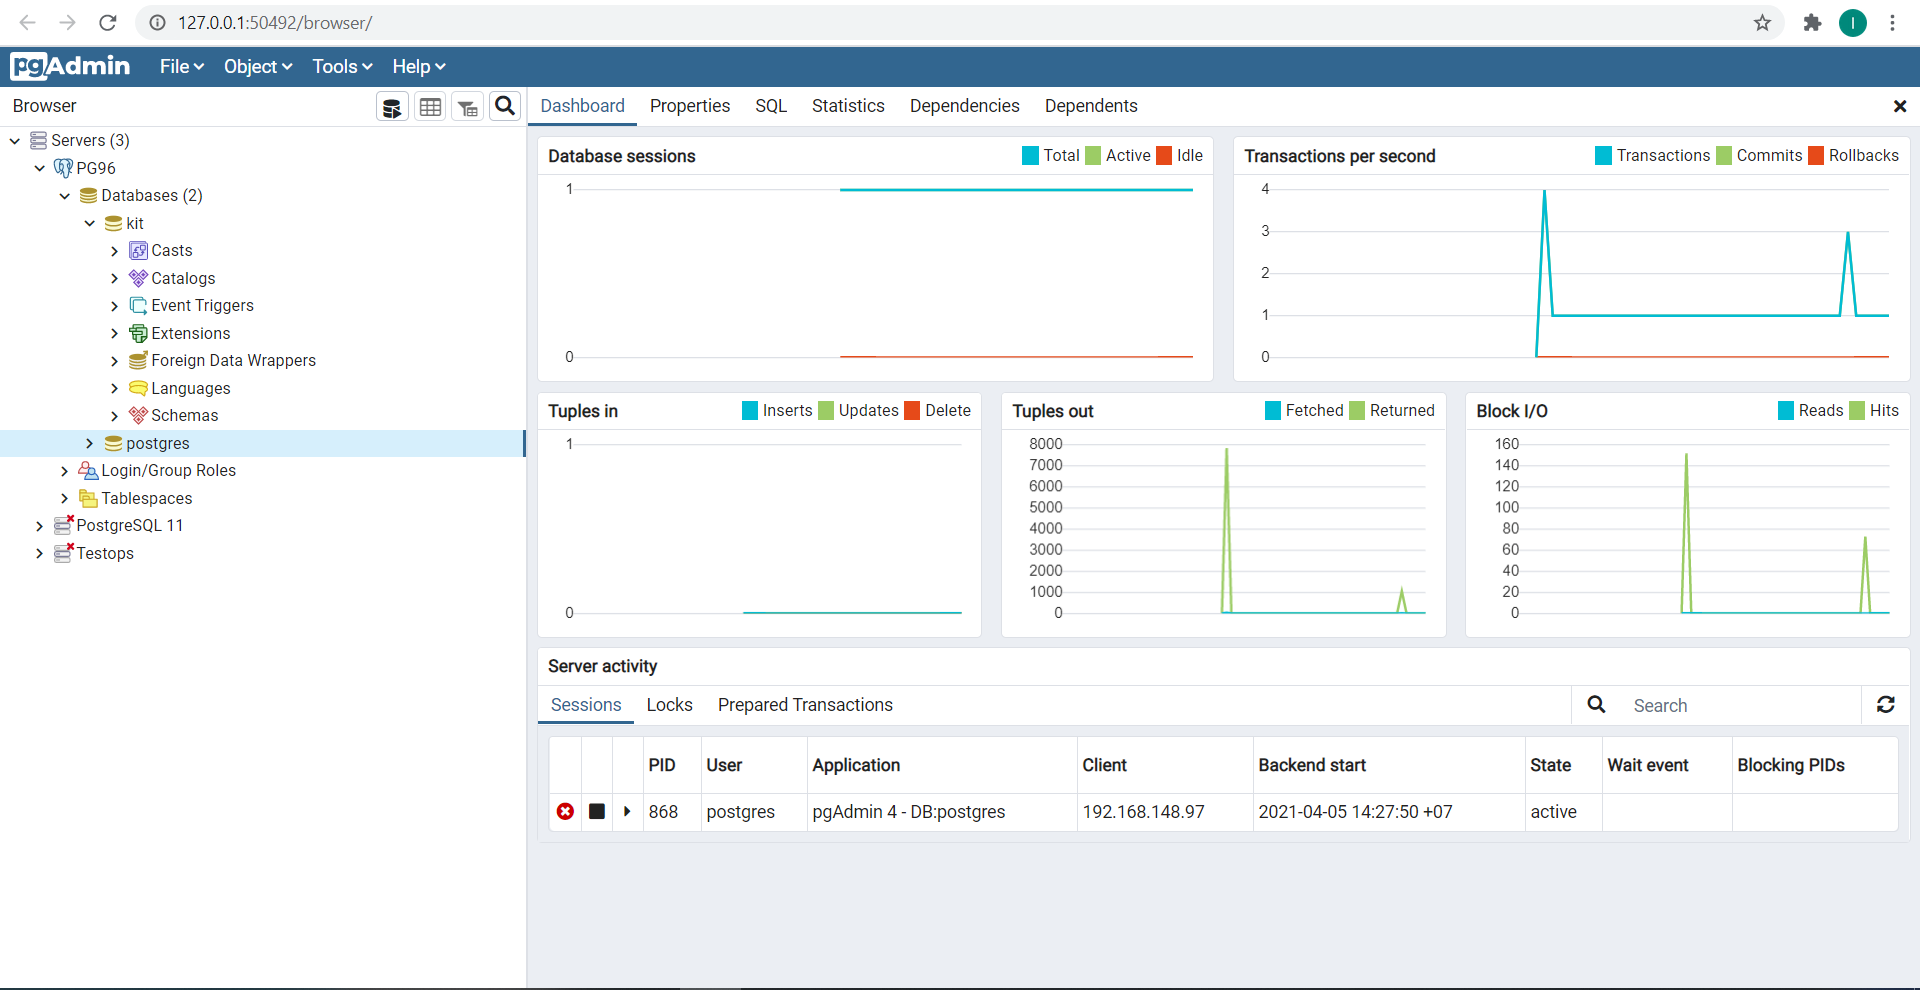 127.0.0.1:50492/browser/
I
pgAdmin File Object Tools Help
Browser
Dashboard Properties SQL Statistics Dependencies Dependents
Servers (3)
PG96
Databases (2)
kit
Casts
Catalogs
Event Triggers
Extensions
Foreign Data Wrappers
Languages
Schemas
postgres
Login/Group Roles
Tablespaces
PostgreSQL 11
Testops
Database sessions Total Active Idle
1
0
Transactions per second Transactions Commits Rollbacks
4
3
2
1
0
Tuples in Inserts Updates Delete
1
0
Tuples out Fetched Returned
8000
7000
6000
5000
4000
3000
2000
1000
0
Block I/O Reads Hits
160
140
120
100
80
60
40
20
0
Server activity
Sessions Locks Prepared Transactions Search
PID User Application Client Backend start State Wait event Blocking PIDs
868 postgres pgAdmin 4 - DB:postgres 192.168.148.97 2021-04-05 14:27:50 +07 active